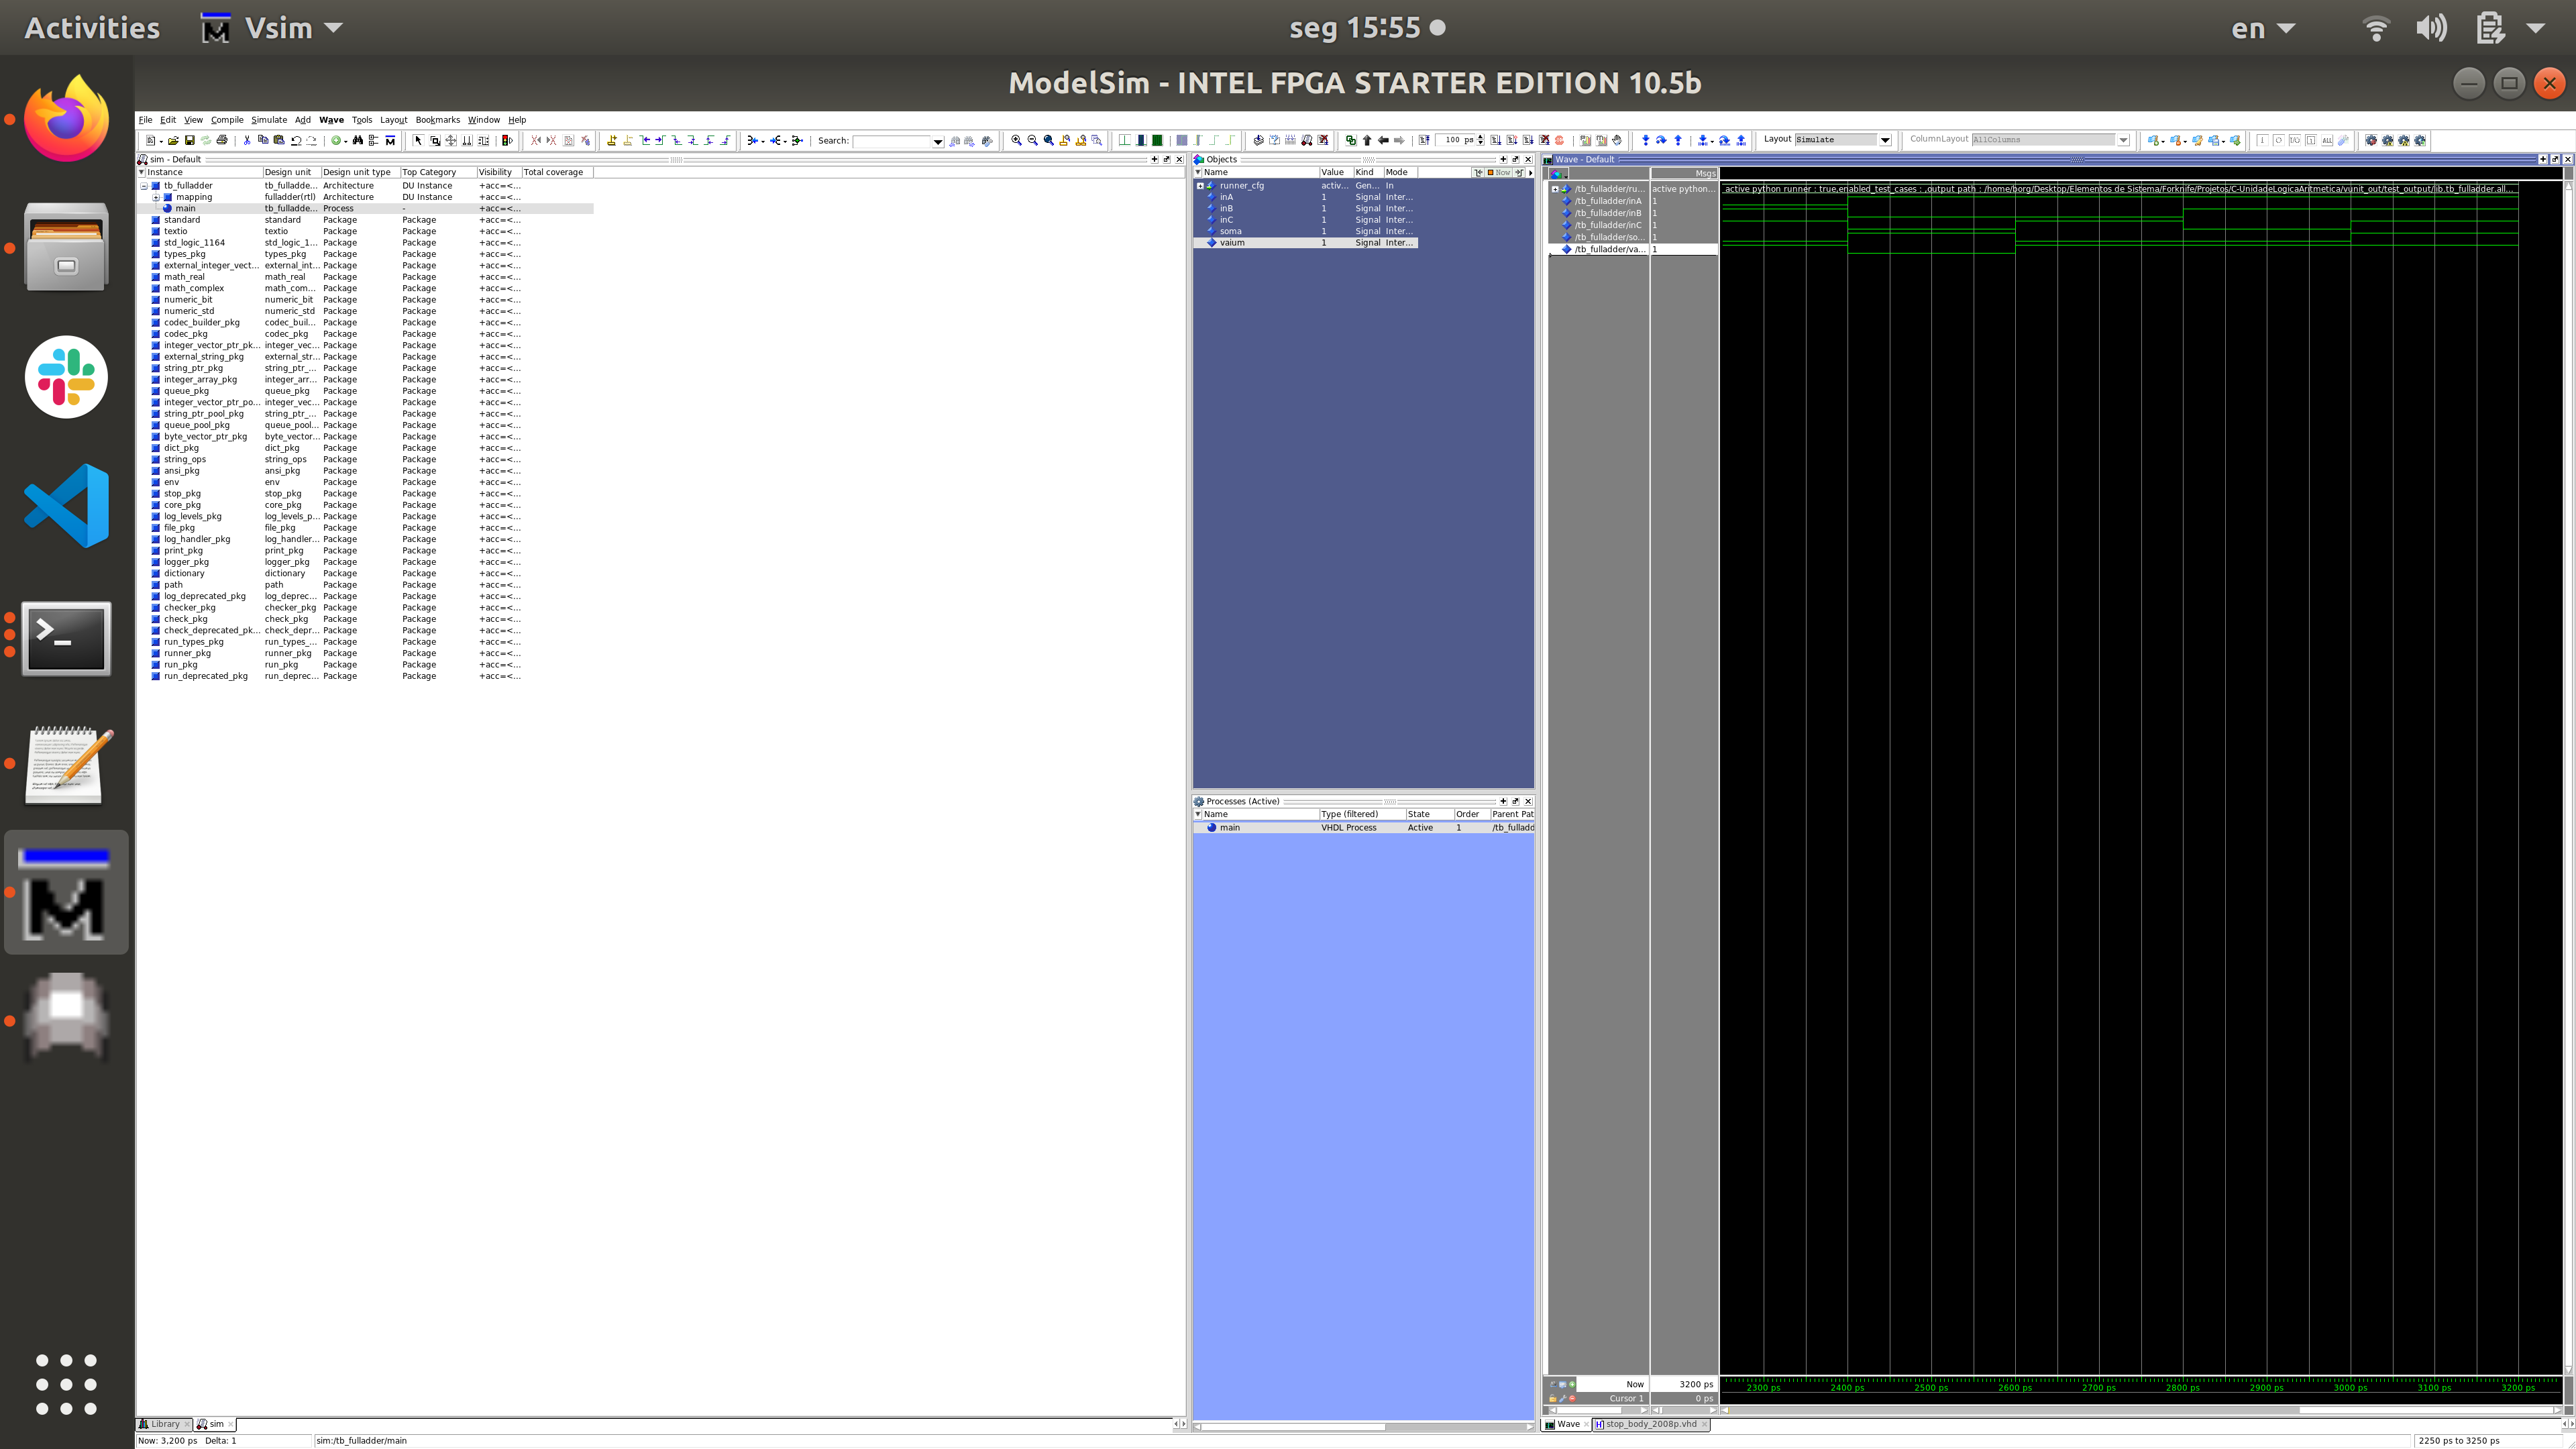 Activities Vsim seg 15:55 en
ModelSim - INTEL FPGA STARTER EDITION 10.5b
File Edit View Compile Simulate Add Wave Tools Layout Bookmarks Window Help
Search: 100 ps Layout Simulate ColumnLayout AllColumns
sim - Default
Instance Design unit Design unit type Top Category Visibility Total coverage
tb_fulladder tb_fulladde... Architecture DU Instance +acc=<...
mapping fulladder(rtl) Architecture DU Instance +acc=<...
main tb_fulladde... Process - +acc=<...
standard standard Package Package +acc=<...
textio textio Package Package +acc=<...
std_logic_1164 std_logic_1... Package Package +acc=<...
types_pkg types_pkg Package Package +acc=<...
external_integer_vect... external_int... Package Package +acc=<...
math_real math_real Package Package +acc=<...
math_complex math_com... Package Package +acc=<...
numeric_bit numeric_bit Package Package +acc=<...
numeric_std numeric_std Package Package +acc=<...
codec_builder_pkg codec_buil... Package Package +acc=<...
codec_pkg codec_pkg Package Package +acc=<...
integer_vector_ptr_pk... integer_vec... Package Package +acc=<...
external_string_pkg external_str... Package Package +acc=<...
string_ptr_pkg string_ptr_... Package Package +acc=<...
integer_array_pkg integer_arr... Package Package +acc=<...
queue_pkg queue_pkg Package Package +acc=<...
integer_vector_ptr_po... integer_vec... Package Package +acc=<...
string_ptr_pool_pkg string_ptr_... Package Package +acc=<...
queue_pool_pkg queue_pool... Package Package +acc=<...
byte_vector_ptr_pkg byte_vector... Package Package +acc=<...
dict_pkg dict_pkg Package Package +acc=<...
string_ops string_ops Package Package +acc=<...
ansi_pkg ansi_pkg Package Package +acc=<...
env env Package Package +acc=<...
stop_pkg stop_pkg Package Package +acc=<...
core_pkg core_pkg Package Package +acc=<...
log_levels_pkg log_levels_p... Package Package +acc=<...
file_pkg file_pkg Package Package +acc=<...
log_handler_pkg log_handler... Package Package +acc=<...
print_pkg print_pkg Package Package +acc=<...
logger_pkg logger_pkg Package Package +acc=<...
dictionary dictionary Package Package +acc=<...
path path Package Package +acc=<...
log_deprecated_pkg log_deprec... Package Package +acc=<...
checker_pkg checker_pkg Package Package +acc=<...
check_pkg check_pkg Package Package +acc=<...
check_deprecated_pk... check_depr... Package Package +acc=<...
run_types_pkg run_types_... Package Package +acc=<...
runner_pkg runner_pkg Package Package +acc=<...
run_pkg run_pkg Package Package +acc=<...
run_deprecated_pkg run_deprec... Package Package +acc=<...
Library sim
Objects
Name Value Kind Mode Now
runner_cfg activ... Gen... In
inA 1 Signal Inter...
inB 1 Signal Inter...
inC 1 Signal Inter...
soma 1 Signal Inter...
vaium 1 Signal Inter...
Processes (Active)
Name Type (filtered) State Order Parent Pat
main VHDL Process Active 1 /tb_fulladd
Wave - Default
Msgs
/tb_fulladder/ru... active python... active python runner : true,enabled_test_cases : ,output path : /home/borg/Desktop/Elementos de Sistema/Forknife/Projetos/C-UnidadeLogicaAritmetica/vunit_out/test_output/lib.tb_fulladder.all...
/tb_fulladder/inA 1
/tb_fulladder/inB 1
/tb_fulladder/inC 1
/tb_fulladder/so... 1
/tb_fulladder/va... 1
Now 3200 ps 2300 ps 2400 ps 2500 ps 2600 ps 2700 ps 2800 ps 2900 ps 3000 ps 3100 ps 3200 ps
Cursor 1 0 ps
Wave stop_body_2008p.vhd
Now: 3,200 ps Delta: 1 sim:/tb_fulladder/main 2250 ps to 3250 ps